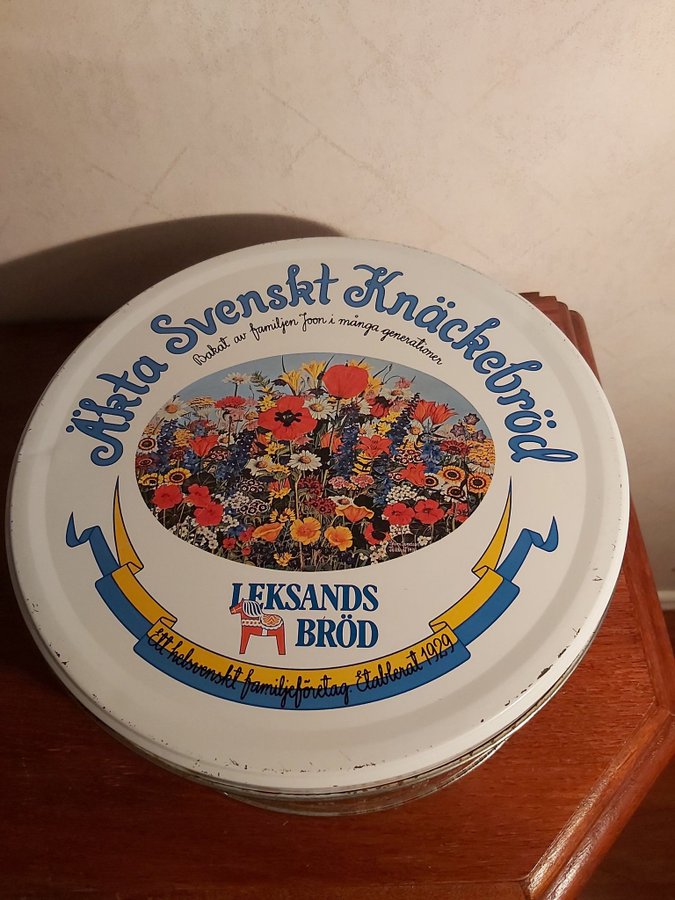 Äkta Svenskt Knäckebröd
Bakat av familjen Joon i många generationer
LEKSANDS
BRÖD
Ett helsvenskt familjeföretag. Etablerat 1929